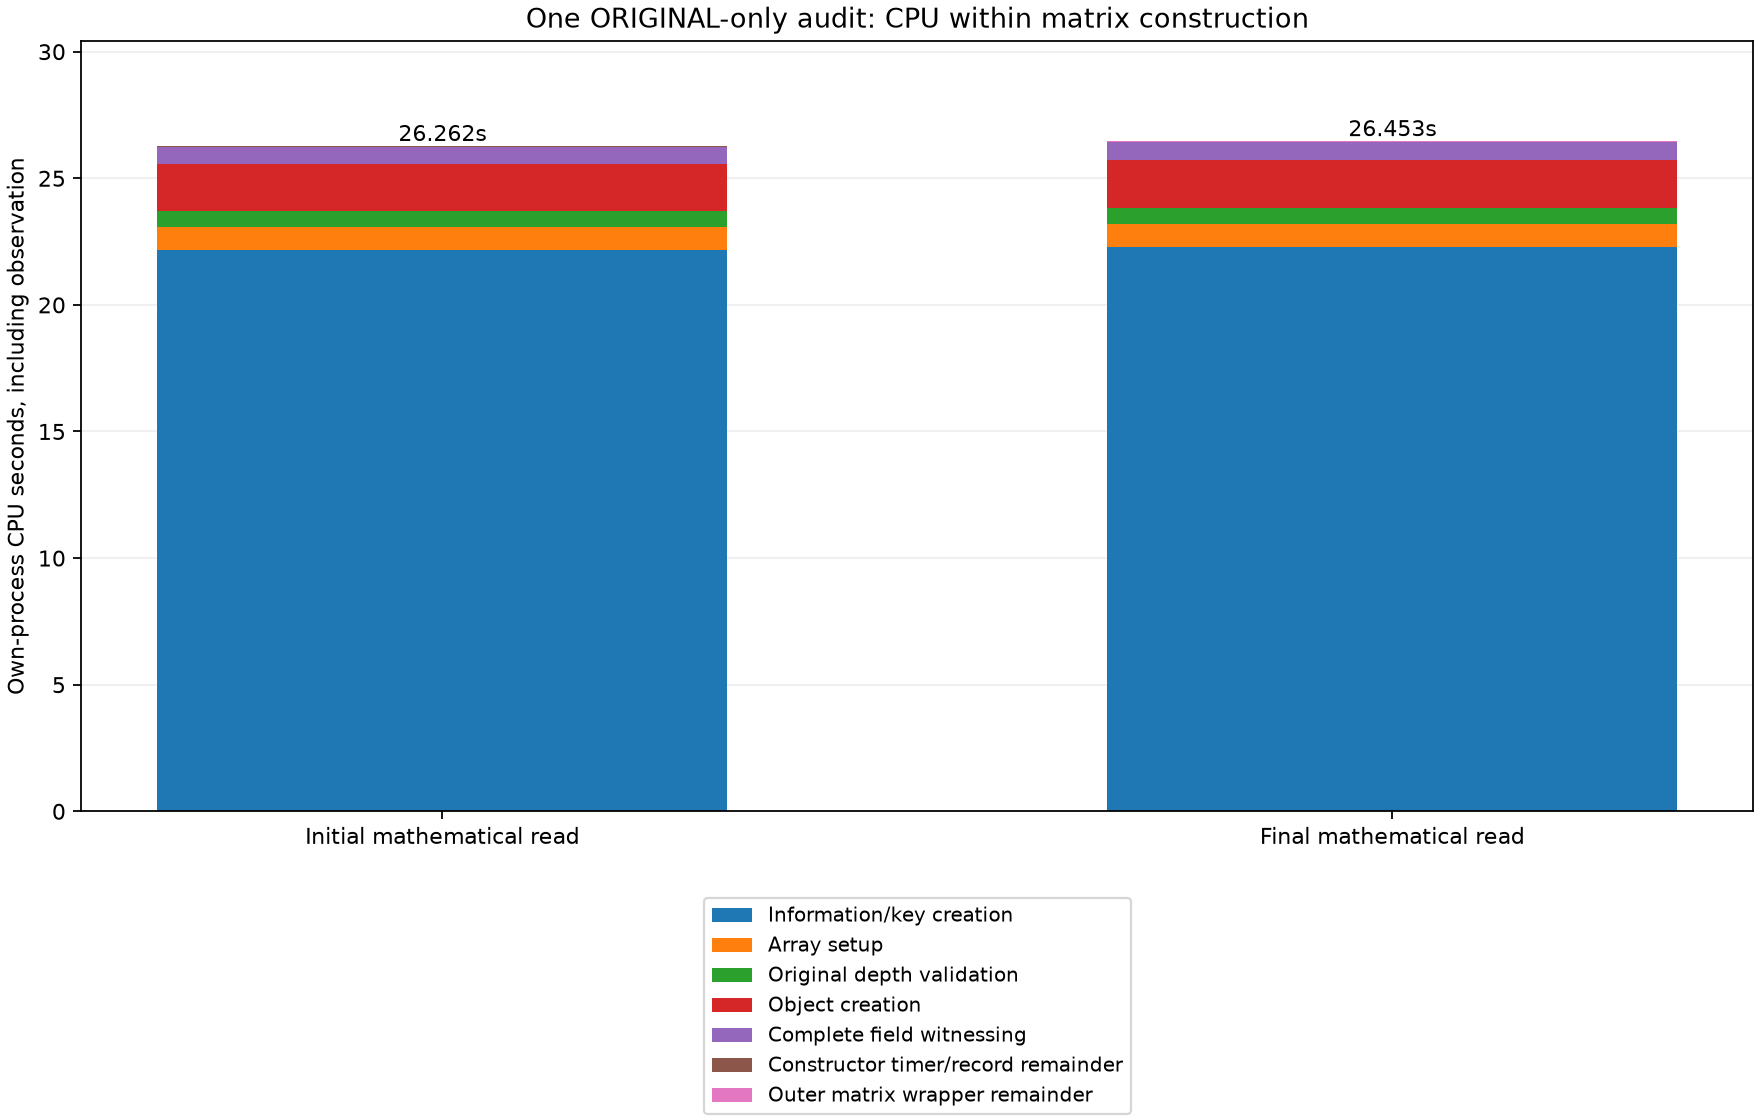 One ORIGINAL-only audit: CPU within matrix construction
Own-process CPU seconds, including observation
30
25
20
15
10
5
0
26.262s
26.453s
Initial mathematical read
Final mathematical read
Information/key creation
Array setup
Original depth validation
Object creation
Complete field witnessing
Constructor timer/record remainder
Outer matrix wrapper remainder